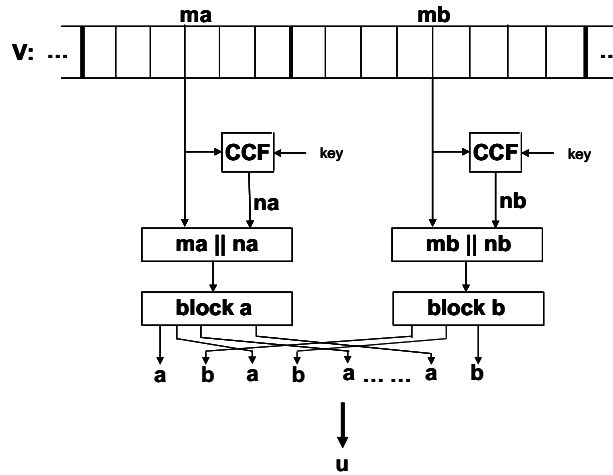 ma mb
V: ... ...
CCF key CCF key
na nb
ma || na mb || nb
block a block b
a b a b a ... ... a b
u